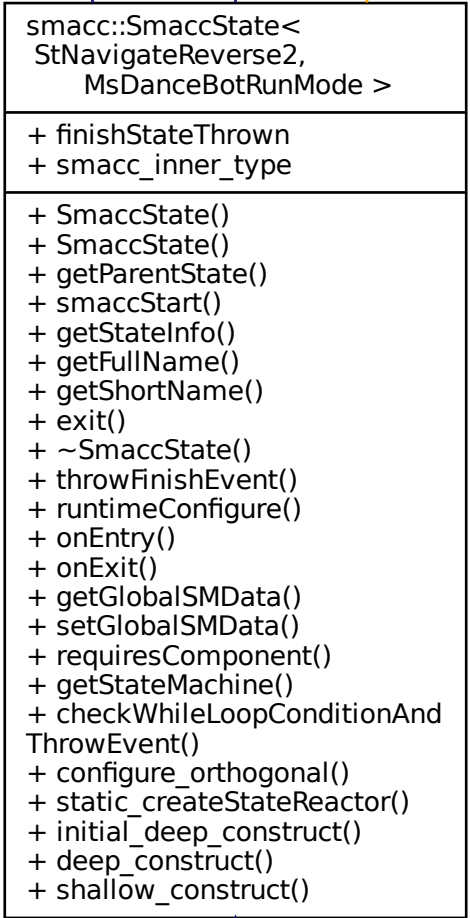 smacc::SmaccState<
StNavigateReverse2,
MsDanceBotRunMode >
+ finishStateThrown
+ smacc_inner_type
+ SmaccState()
+ SmaccState()
+ getParentState()
+ smaccStart()
+ getStateInfo()
+ getFullName()
+ getShortName()
+ exit()
+ ~SmaccState()
+ throwFinishEvent()
+ runtimeConfigure()
+ onEntry()
+ onExit()
+ getGlobalSMData()
+ setGlobalSMData()
+ requiresComponent()
+ getStateMachine()
+ checkWhileLoopConditionAnd
ThrowEvent()
+ configure_orthogonal()
+ static_createStateReactor()
+ initial_deep_construct()
+ deep_construct()
+ shallow_construct()